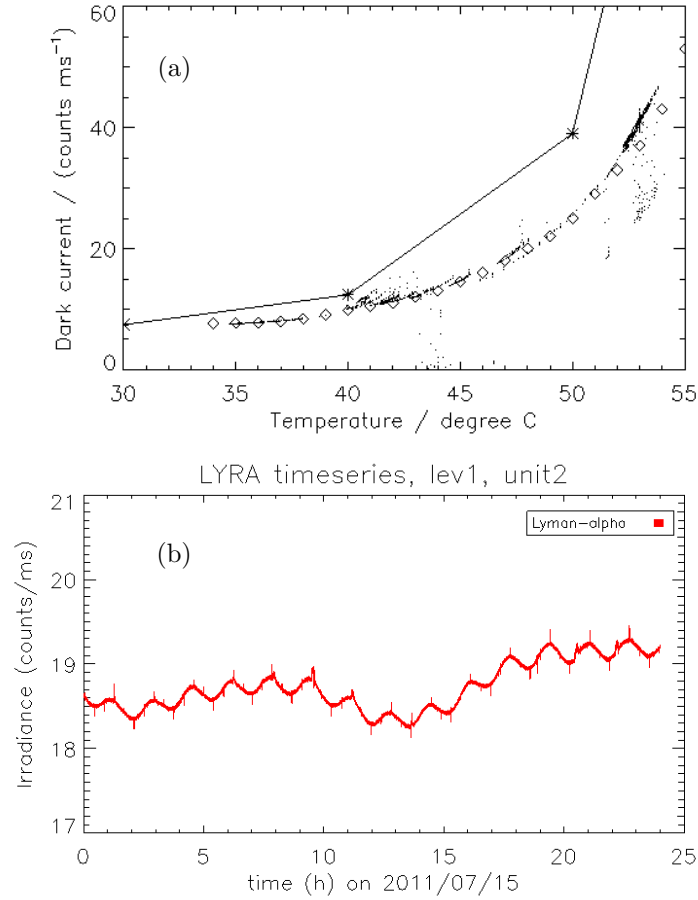 60
40
20
0
(a)
Dark current / (counts ms⁻¹)
30 35 40 45 50 55
Temperature / degree C
LYRA timeseries, lev1, unit2
21
20
19
18
17
(b)
Lyman-alpha
Irradiance (counts/ms)
0 5 10 15 20 25
time (h) on 2011/07/15